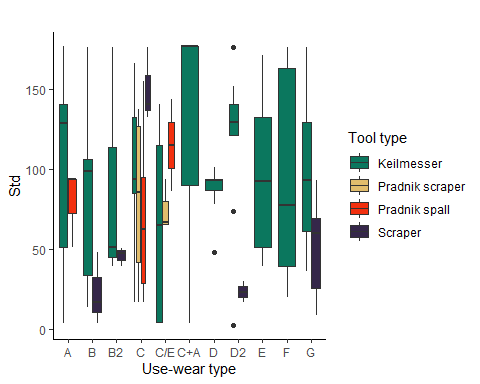 Std
150
100
50
0
A B B2 C C/E C+A D D2 E F G
Use-wear type
Tool type
Keilmesser
Pradnik scraper
Pradnik spall
Scraper